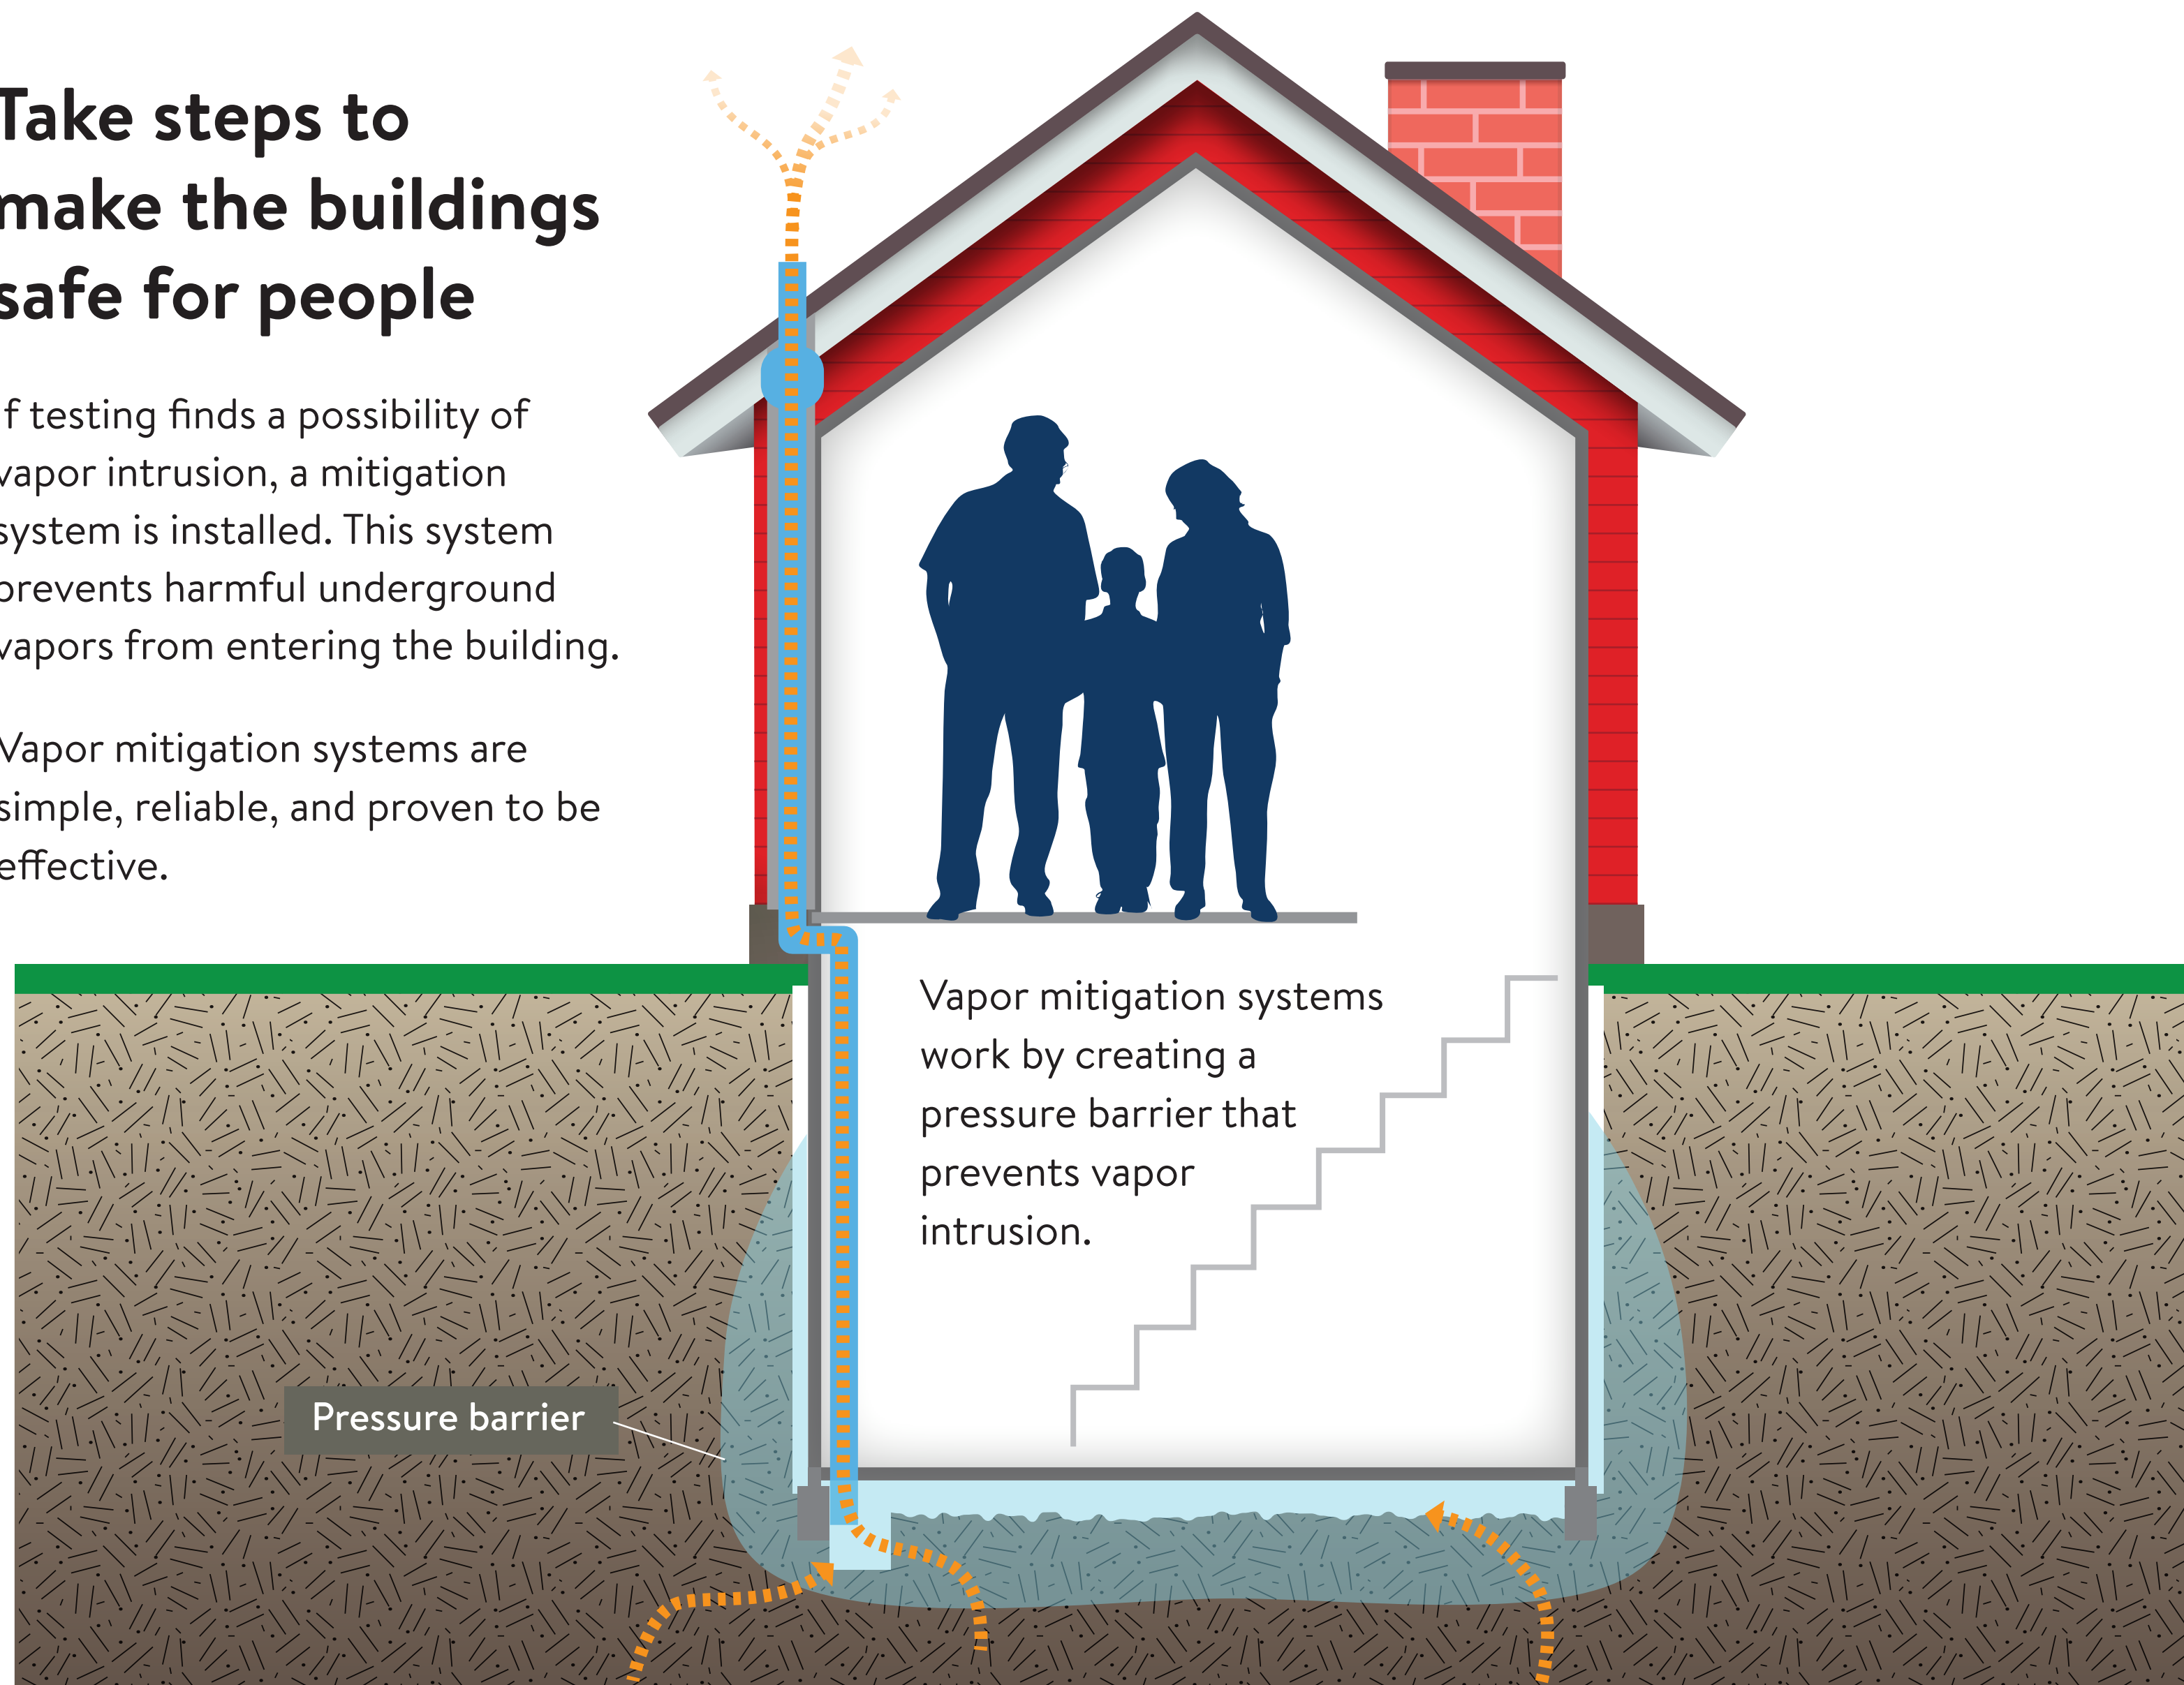 Take steps to
make the buildings
safe for people
If testing finds a possibility of
vapor intrusion, a mitigation
system is installed. This system
prevents harmful underground
vapors from entering the building.
Vapor mitigation systems are
simple, reliable, and proven to be
effective.
Vapor mitigation systems
work by creating a
pressure barrier that
prevents vapor
intrusion.
Pressure barrier